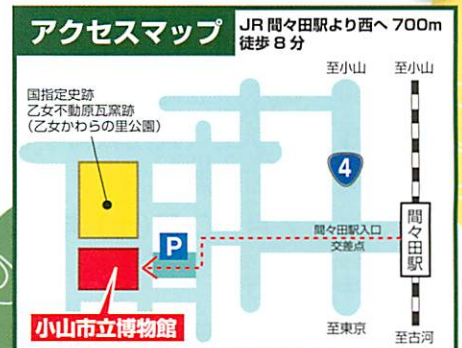 アクセスマップ
JR 間々田駅より西へ 700m
徒歩 8 分
至小山
至小山
国指定史跡
乙女不動原瓦窯跡
(乙女かわらの里公園)
4
P
間々田駅入口
交差点
間々田駅
小山市立博物館
至東京
至古河